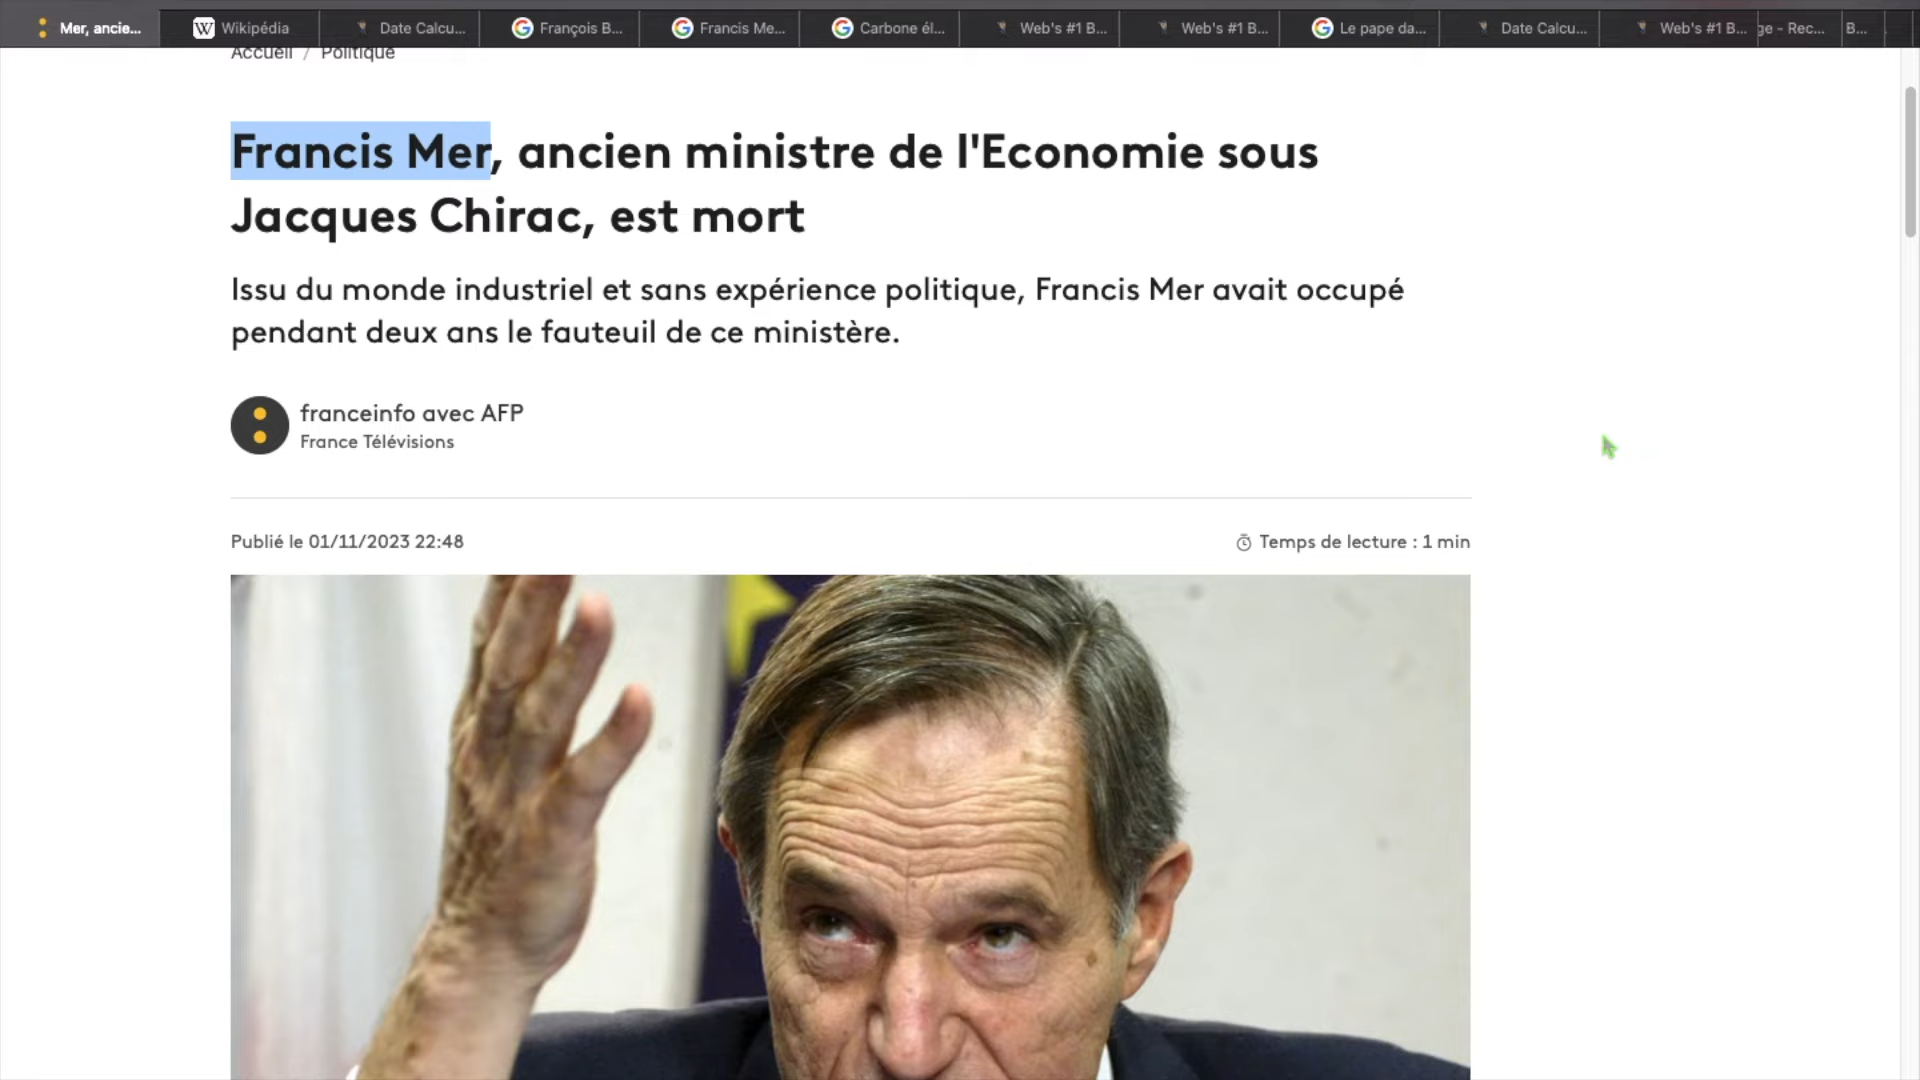 Mer, ancie...
Wikipédia
Date Calcu...
François B...
Francis Me...
Carbone él...
Web's #1 B...
Web's #1 B...
Le pape da...
Date Calcu...
Web's #1 B...
ge - Rec...
B...
Accueil / Politique
Francis Mer, ancien ministre de l'Economie sous
Jacques Chirac, est mort
Issu du monde industriel et sans expérience politique, Francis Mer avait occupé
pendant deux ans le fauteuil de ce ministère.
franceinfo avec AFP
France Télévisions
Publié le 01/11/2023 22:48
Temps de lecture : 1 min